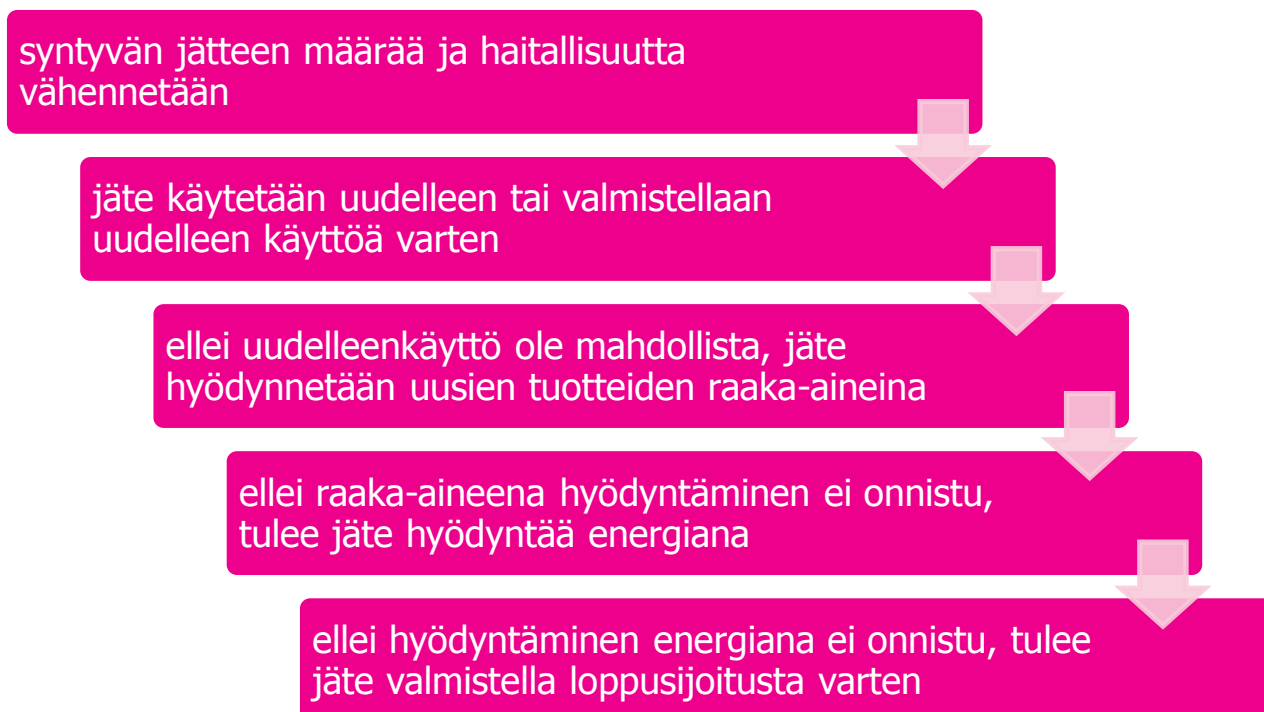 syntyvän jätteen määrää ja haitallisuutta
vähennetään
jäte käytetään uudelleen tai valmistellaan
uudelleen käyttöä varten
ellei uudelleenkäyttö ole mahdollista, jäte
hyödynnetään uusien tuotteiden raaka-aineina
ellei raaka-aineena hyödyntäminen ei onnistu,
tulee jäte hyödyntää energiana
ellei hyödyntäminen energiana ei onnistu, tulee
jäte valmistella loppusijoitusta varten